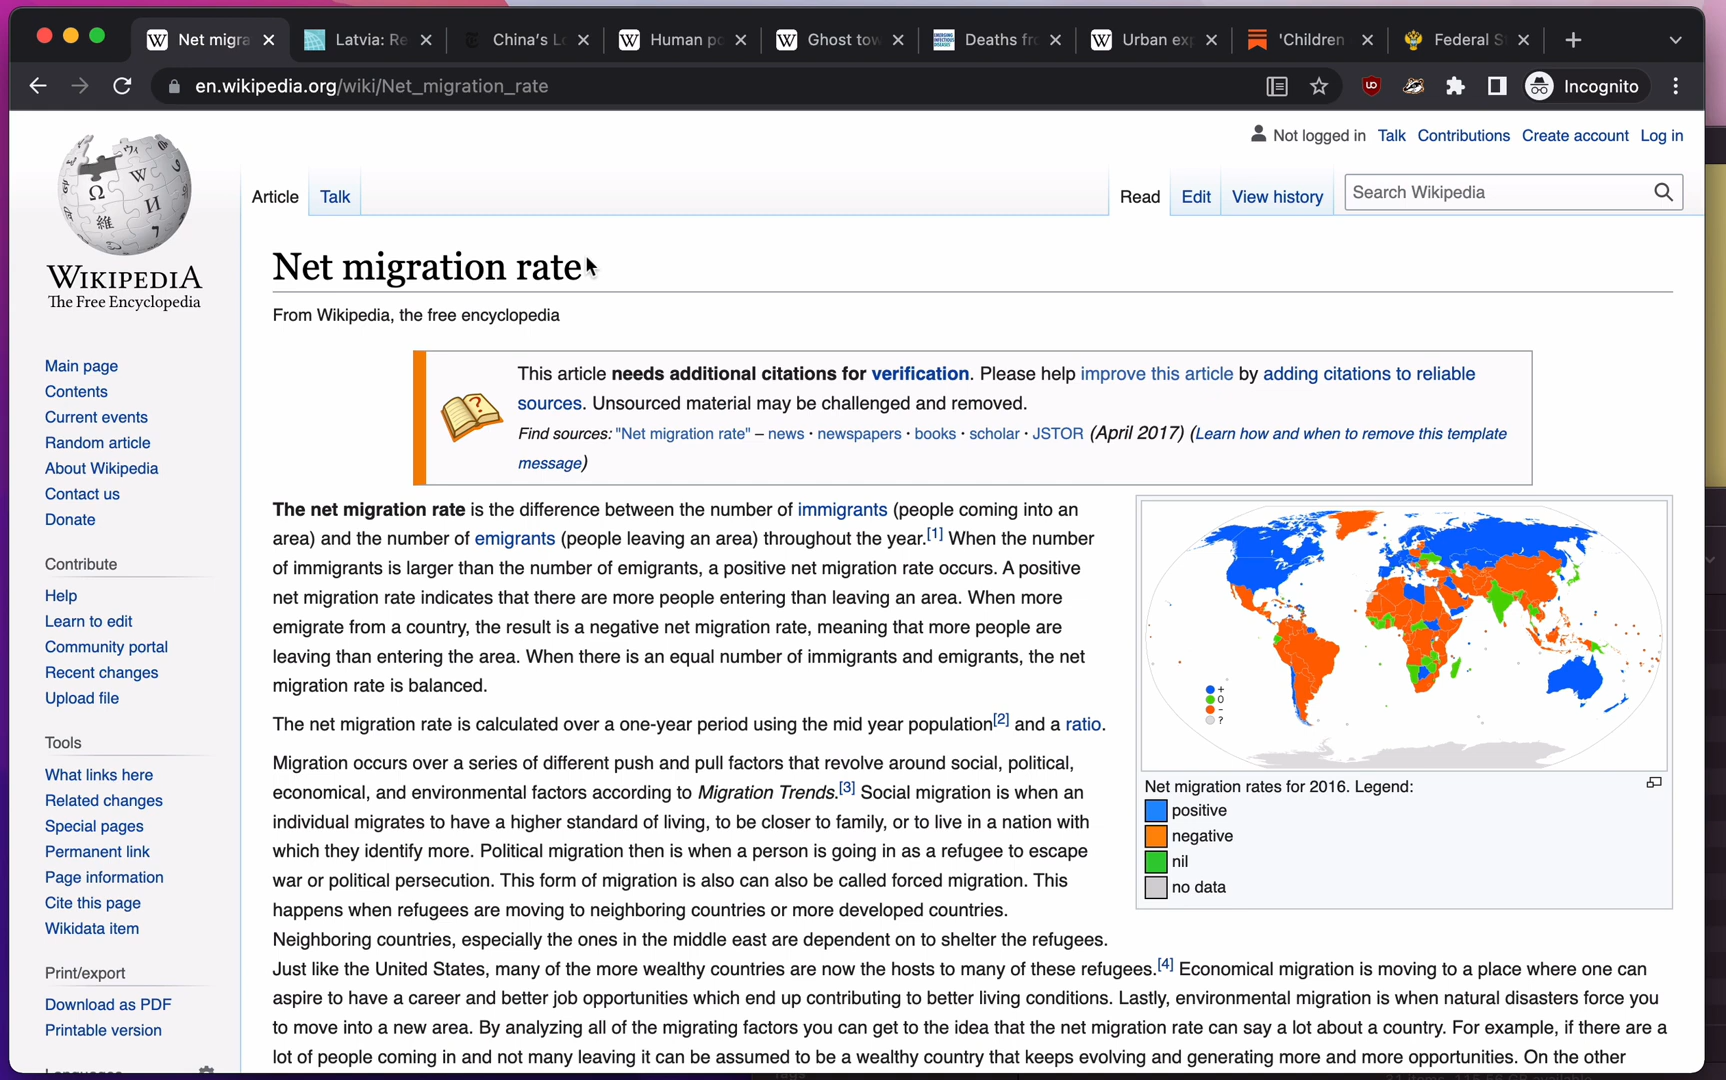 Net migra
Latvia: Re
China's Lo
Human po
Ghost tow
Deaths fr
Urban exp
'Children
Federal S
en.wikipedia.org/wiki/Net_migration_rate
Incognito
Not logged in Talk Contributions Create account Log in
Article Talk
Read Edit View history
Search Wikipedia
WIKIPEDIA
The Free Encyclopedia
Main page
Contents
Current events
Random article
About Wikipedia
Contact us
Donate
Contribute
Help
Learn to edit
Community portal
Recent changes
Upload file
Tools
What links here
Related changes
Special pages
Permanent link
Page information
Cite this page
Wikidata item
Print/export
Download as PDF
Printable version
Languages
Net migration rate
From Wikipedia, the free encyclopedia
This article needs additional citations for verification. Please help improve this article by adding citations to reliable
sources. Unsourced material may be challenged and removed.
Find sources: "Net migration rate" – news · newspapers · books · scholar · JSTOR (April 2017) (Learn how and when to remove this template
message)
The net migration rate is the difference between the number of immigrants (people coming into an
area) and the number of emigrants (people leaving an area) throughout the year.[1] When the number
of immigrants is larger than the number of emigrants, a positive net migration rate occurs. A positive
net migration rate indicates that there are more people entering than leaving an area. When more
emigrate from a country, the result is a negative net migration rate, meaning that more people are
leaving than entering the area. When there is an equal number of immigrants and emigrants, the net
migration rate is balanced.
The net migration rate is calculated over a one-year period using the mid year population[2] and a ratio.
Migration occurs over a series of different push and pull factors that revolve around social, political,
economical, and environmental factors according to Migration Trends.[3] Social migration is when an
individual migrates to have a higher standard of living, to be closer to family, or to live in a nation with
which they identify more. Political migration then is when a person is going in as a refugee to escape
war or political persecution. This form of migration is also can also be called forced migration. This
happens when refugees are moving to neighboring countries or more developed countries.
Neighboring countries, especially the ones in the middle east are dependent on to shelter the refugees.
Just like the United States, many of the more wealthy countries are now the hosts to many of these refugees.[4] Economical migration is moving to a place where one can
aspire to have a career and better job opportunities which end up contributing to better living conditions. Lastly, environmental migration is when natural disasters force you
to move into a new area. By analyzing all of the migrating factors you can get to the idea that the net migration rate can say a lot about a country. For example, if there are a
lot of people coming in and not many leaving it can be assumed to be a wealthy country that keeps evolving and generating more and more opportunities. On the other
+
0
-
?
Net migration rates for 2016. Legend:
positive
negative
nil
no data